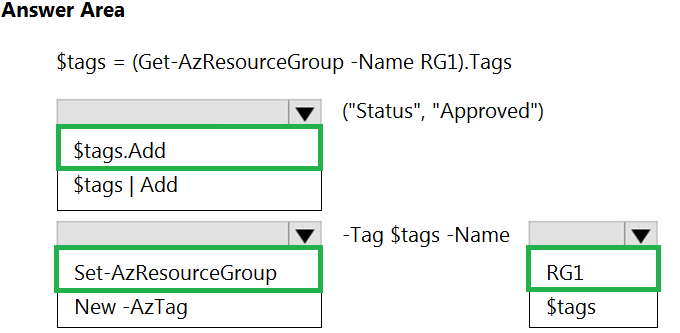 Answer Area
$tags = (Get-AzResourceGroup -Name RG1).Tags
("Status", "Approved")
$tags.Add
$tags | Add
-Tag $tags -Name
Set-AzResourceGroup RG1
New -AzTag $tags